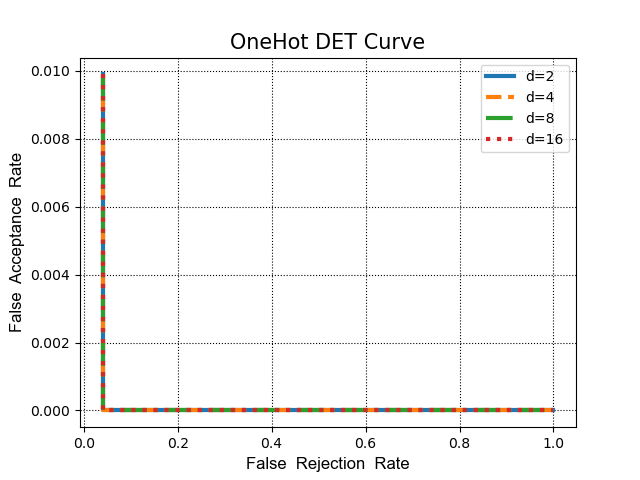 OneHot DET Curve
0.010
0.008
0.006
0.004
0.002
0.000
False Acceptance Rate
d=2
d=4
d=8
d=16
0.0 0.2 0.4 0.6 0.8 1.0
False Rejection Rate